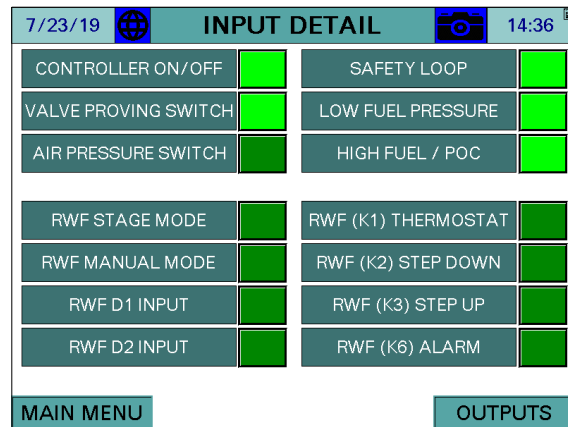 7/23/19 INPUT DETAIL 14:36
CONTROLLER ON/OFF SAFETY LOOP
VALVE PROVING SWITCH LOW FUEL PRESSURE
AIR PRESSURE SWITCH HIGH FUEL / POC
RWF STAGE MODE RWF (K1) THERMOSTAT
RWF MANUAL MODE RWF (K2) STEP DOWN
RWF D1 INPUT RWF (K3) STEP UP
RWF D2 INPUT RWF (K6) ALARM
MAIN MENU OUTPUTS